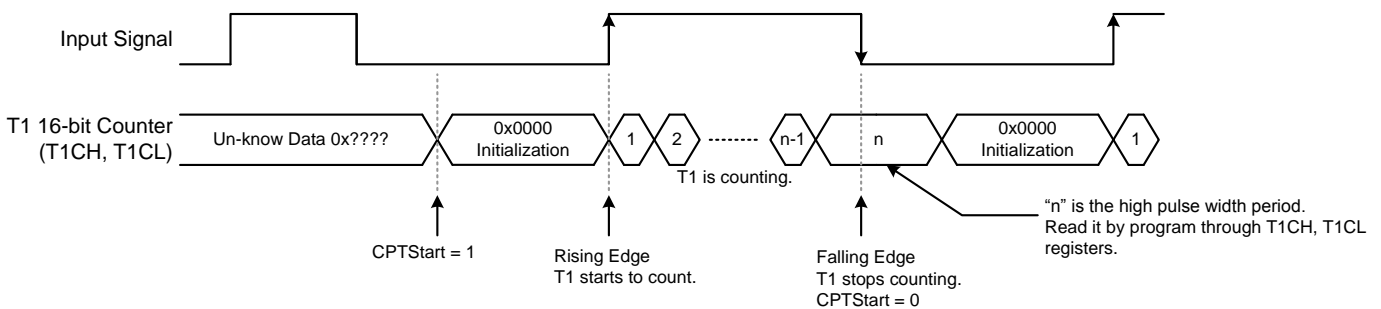 Input Signal
T1 16-bit Counter
(T1CH, T1CL)
Un-know Data 0x????
0x0000
Initialization
1
2
n-1
n
0x0000
Initialization
1
T1 is counting.
CPTStart = 1
Rising Edge
T1 starts to count.
Falling Edge
T1 stops counting.
CPTStart = 0
“n” is the high pulse width period.
Read it by program through T1CH, T1CL
registers.